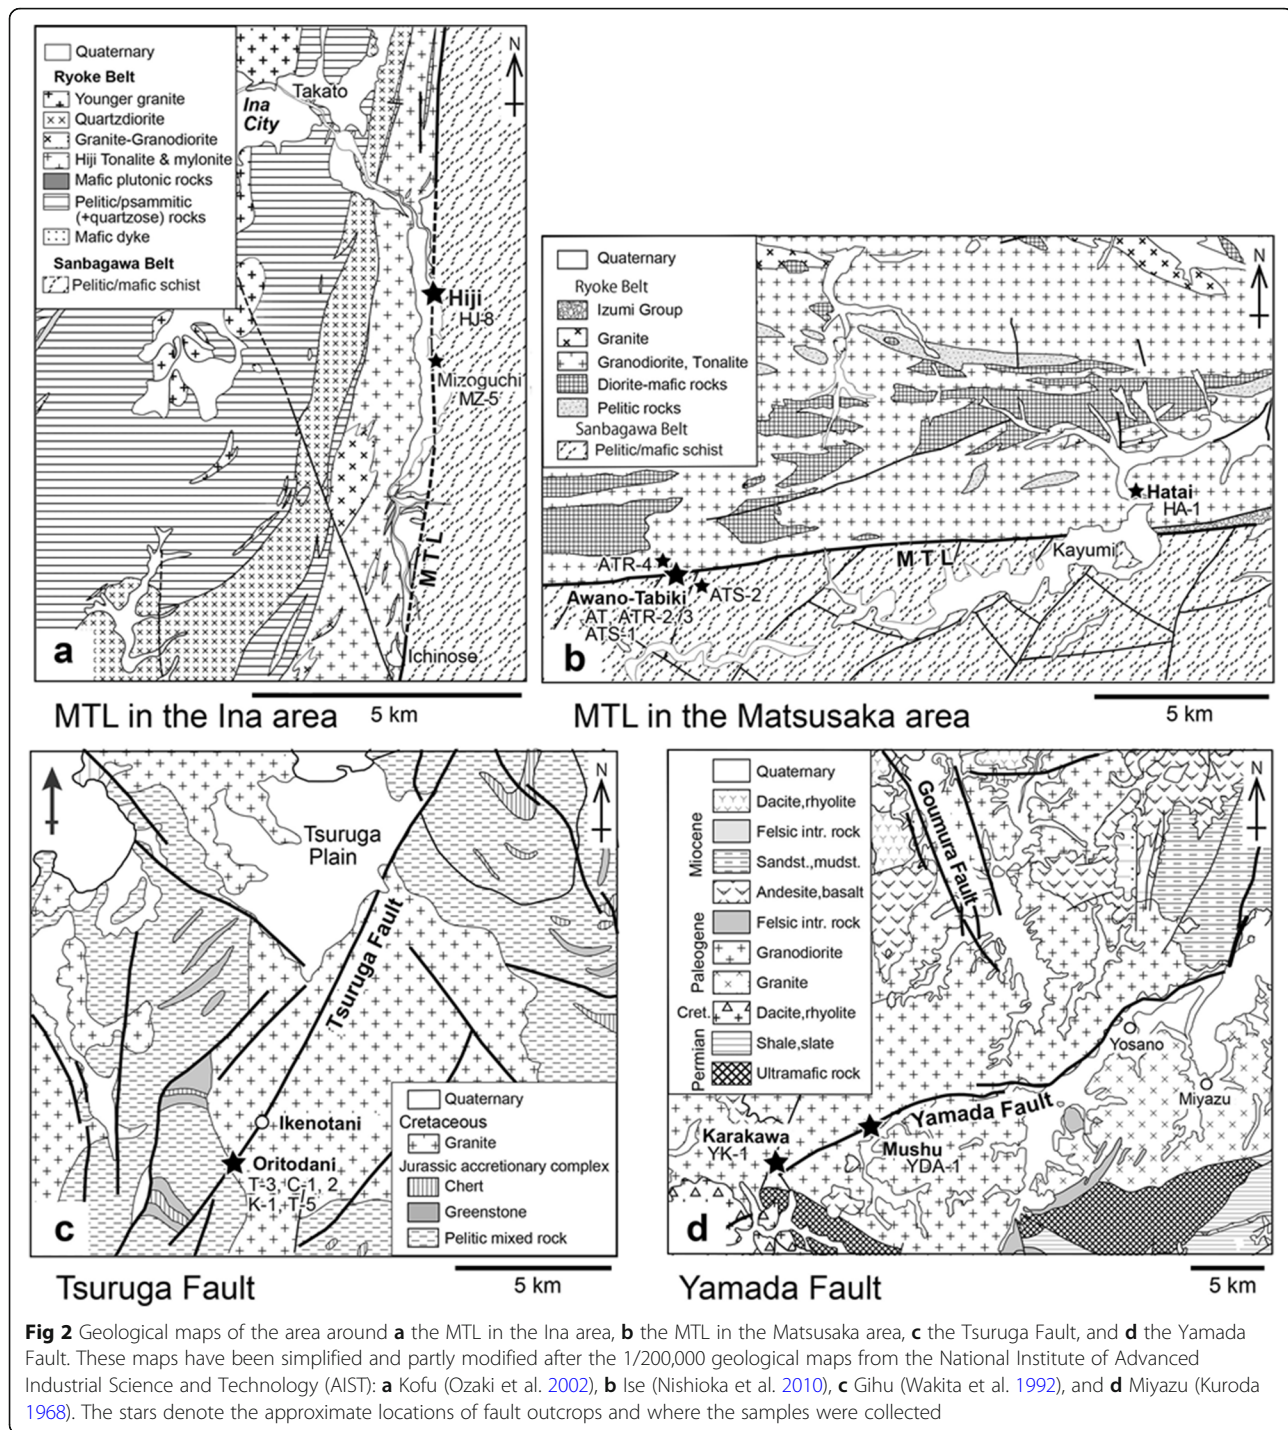 Quaternary
Ryoke Belt
Younger granite
Quartzdiorite
Granite-Granodiorite
Hiji Tonalite & mylonite
Mafic plutonic rocks
Pelitic/psammitic
(+quartzose) rocks
Mafic dyke
Sanbagawa Belt
Pelitic/mafic schist
Takato
Ina
City
N
Hiji
HJ-8
Mizoguchi
MZ-5
MTL
Ichinose
a
MTL in the Ina area
5 km
Quaternary
Ryoke Belt
Izumi Group
Granite
Granodiorite, Tonalite
Diorite-mafic rocks
Pelitic rocks
Sanbagawa Belt
Pelitic/mafic schist
N
Hatai
HA-1
Kayumi
MTL
ATR-4
ATS-2
Awano-Tabiki
AT, ATR-2/3
ATS-1
b
MTL in the Matsusaka area
5 km
N
Tsuruga
Plain
Tsuruga Fault
Ikenotani
Oritodani
T-3, C-1, 2
K-1, T-5
Quaternary
Cretaceous
Granite
Jurassic accretionary complex
Chert
Greenstone
Pelitic mixed rock
c
Tsuruga Fault
5 km
Quaternary
Miocene
Dacite,rhyolite
Felsic intr. rock
Sandst.,mudst.
Andesite,basalt
Paleogene
Felsic intr. rock
Granodiorite
Granite
Cret.
Dacite,rhyolite
Permian
Shale,slate
Ultramafic rock
Goumura Fault
N
Yosano
Miyazu
Yamada Fault
Karakawa
YK-1
Mushu
YDA-1
d
Yamada Fault
5 km
Fig 2 Geological maps of the area around a the MTL in the Ina area, b the MTL in the Matsusaka area, c the Tsuruga Fault, and d the Yamada
Fault. These maps have been simplified and partly modified after the 1/200,000 geological maps from the National Institute of Advanced
Industrial Science and Technology (AIST): a Kofu (Ozaki et al. 2002), b Ise (Nishioka et al. 2010), c Gihu (Wakita et al. 1992), and d Miyazu (Kuroda
1968). The stars denote the approximate locations of fault outcrops and where the samples were collected